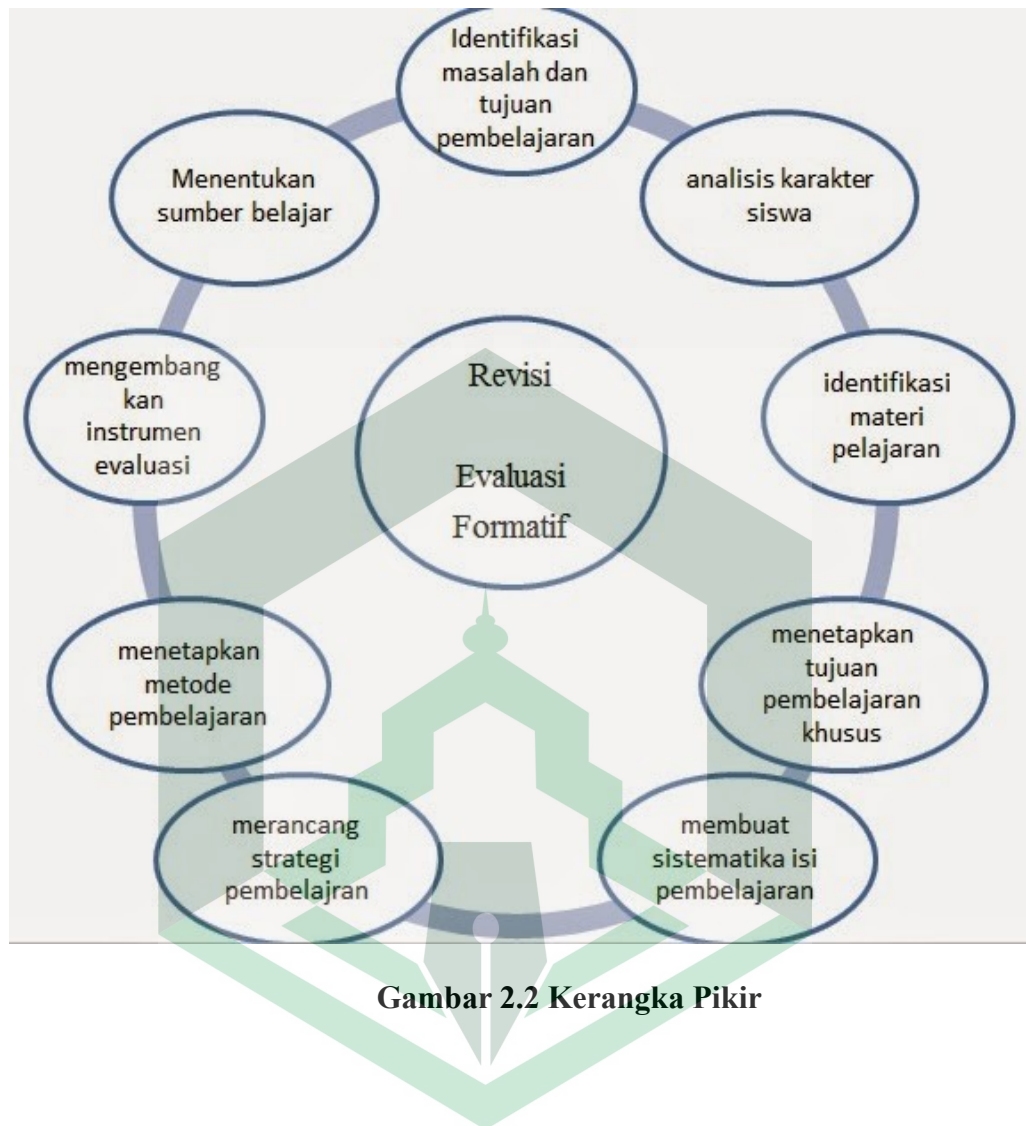 Identifikasi
masalah dan
tujuan
pembelajaran
analisis karakter
siswa
identifikasi
materi
pelajaran
menetapkan
tujuan
pembelajaran
khusus
membuat
sistematika isi
pembelajaran
merancang
strategi
pembelajran
menetapkan
metode
pembelajaran
mengembang
kan
instrumen
evaluasi
Menentukan
sumber belajar
Revisi
Evaluasi
Formatif
Gambar 2.2 Kerangka Pikir